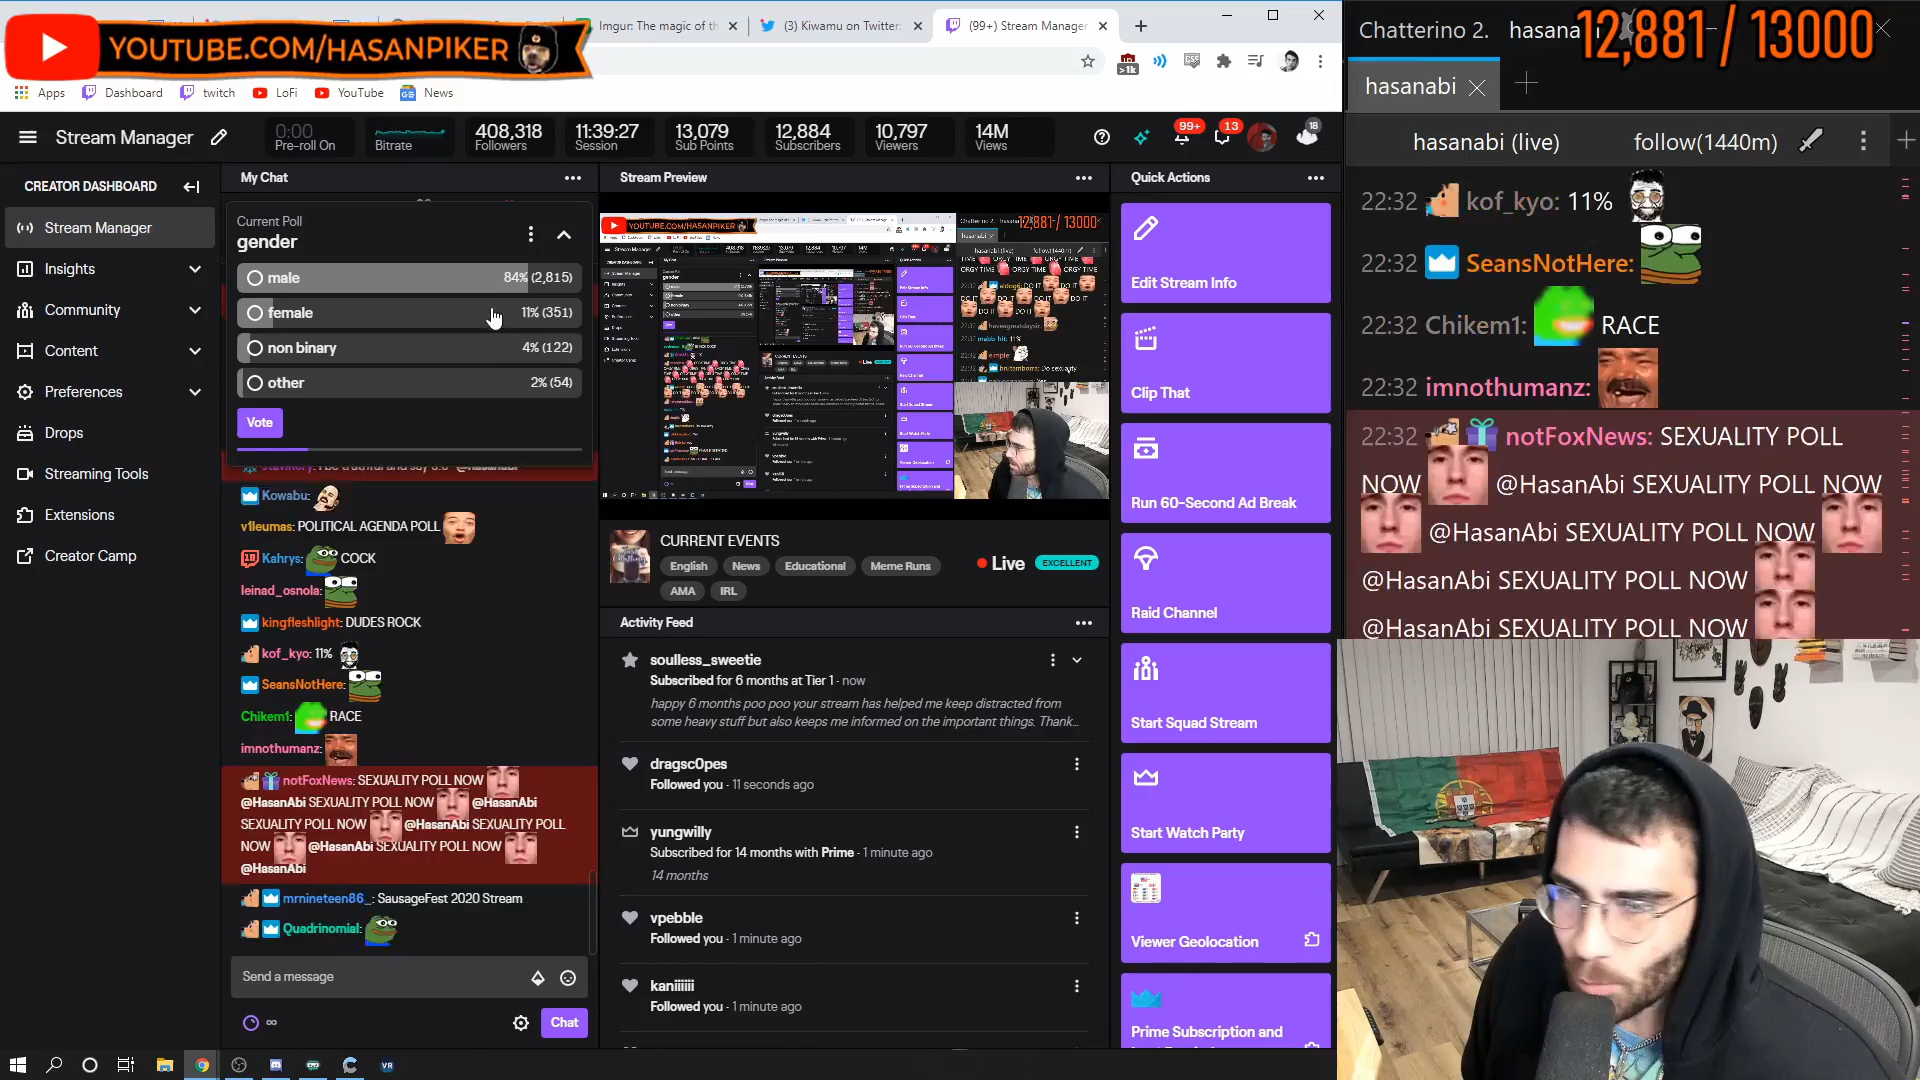 Imgur: The magic of th
(3) Kiwamu on Twitter:
(99+) Stream Manager
YOUTUBE.COM/HASANPIKER
>1k
Apps
Dashboard
twitch
LoFi
YouTube
News
Stream Manager
0:00
Pre-roll On
Bitrate
408,318
Followers
11:39:27
Session
13,079
Sub Points
12,884
Subscribers
10,797
Viewers
14M
Views
99+
13
18
CREATOR DASHBOARD
Stream Manager
Insights
Community
Content
Preferences
Drops
Streaming Tools
Extensions
Creator Camp
My Chat
Current Poll
gender
male 84% (2,815)
female 11% (351)
non binary 4% (122)
other 2% (54)
Vote
Kowabu:
v1leumas: POLITICAL AGENDA POLL
Kahrys: COCK
leinad_osnola:
kingfleshlight: DUDES ROCK
kof_kyo: 11%
SeansNotHere:
Chikem1: RACE
imnothumanz:
notFoxNews: SEXUALITY POLL NOW
@HasanAbi SEXUALITY POLL NOW @HasanAbi
SEXUALITY POLL NOW @HasanAbi SEXUALITY POLL
NOW @HasanAbi SEXUALITY POLL NOW
@HasanAbi
mrnineteen86_: SausageFest 2020 Stream
Quadrinomial:
Send a message
Chat
Stream Preview
CURRENT EVENTS
English
News
Educational
Meme Runs
AMA
IRL
Live
EXCELLENT
Activity Feed
soulless_sweetie
Subscribed for 6 months at Tier 1 · now
happy 6 months poo poo your stream has helped me keep distracted from
some heavy stuff but also keeps me informed on the important things. Thank...
dragsc0pes
Followed you · 11 seconds ago
yungwilly
Subscribed for 14 months with Prime · 1 minute ago
14 months
vpebble
Followed you · 1 minute ago
kaniiiiii
Followed you · 1 minute ago
Quick Actions
Edit Stream Info
Clip That
Run 60-Second Ad Break
Raid Channel
Start Squad Stream
Start Watch Party
Viewer Geolocation
Prime Subscription and
Chatterino 2.
12,881 / 13000
hasanabi
hasanabi (live)
follow(1440m)
22:32 kof_kyo: 11%
22:32 SeansNotHere:
22:32 Chikem1: RACE
22:32 imnothumanz:
22:32 notFoxNews: SEXUALITY POLL
NOW @HasanAbi SEXUALITY POLL NOW
@HasanAbi SEXUALITY POLL NOW
@HasanAbi SEXUALITY POLL NOW
@HasanAbi SEXUALITY POLL NOW
VR